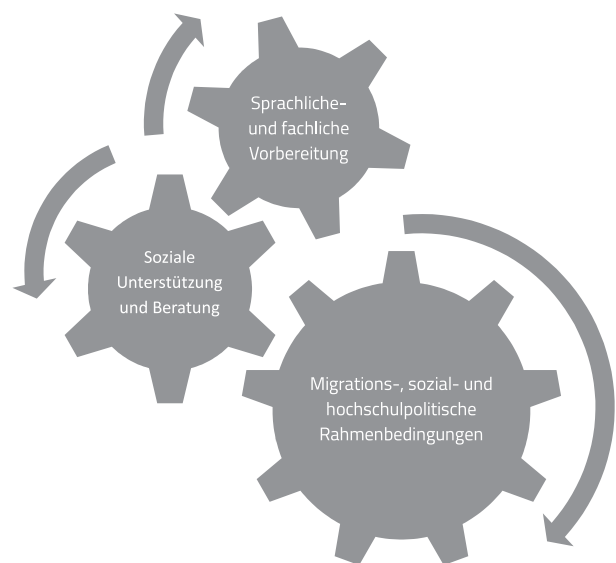 Sprachliche-
und fachliche
Vorbereitung
Soziale
Unterstützung
und Beratung
Migrations-, sozial- und
hochschulpolitische
Rahmenbedingungen